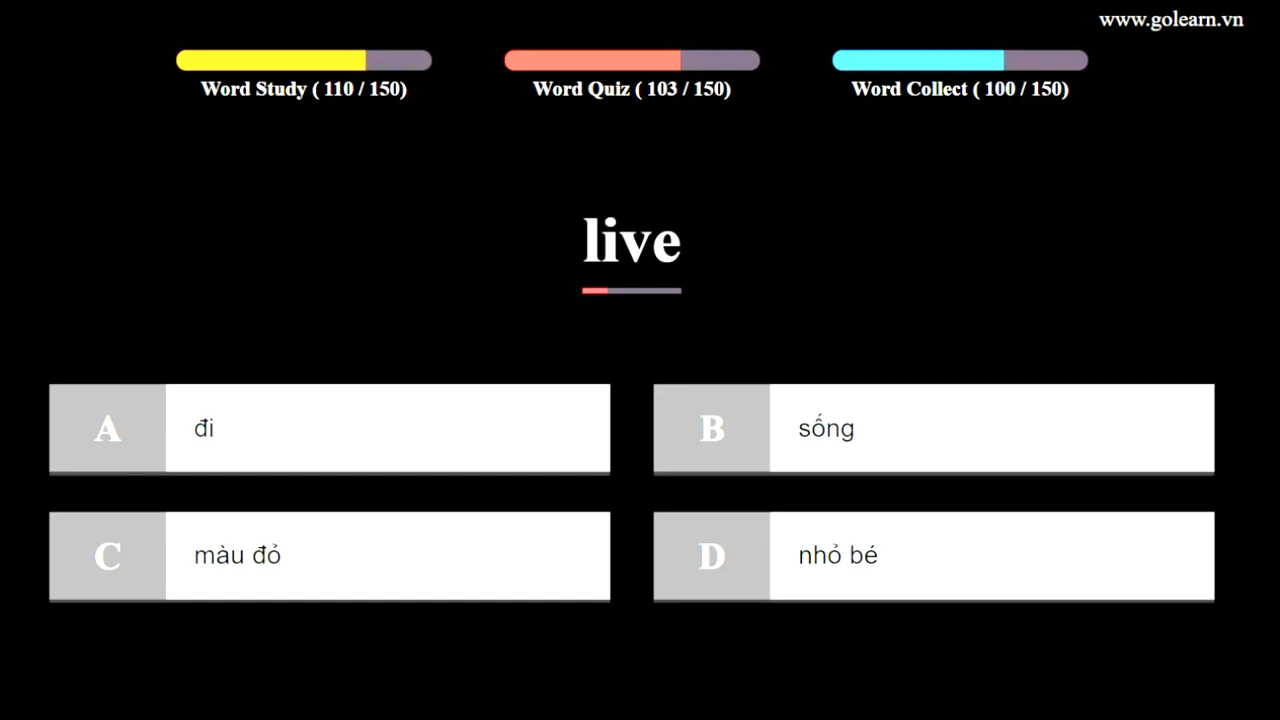 www.golearn.vn
Word Study ( 110 / 150)
Word Quiz ( 103 / 150)
Word Collect ( 100 / 150)
live
A đi
B sống
C màu đỏ
D nhỏ bé